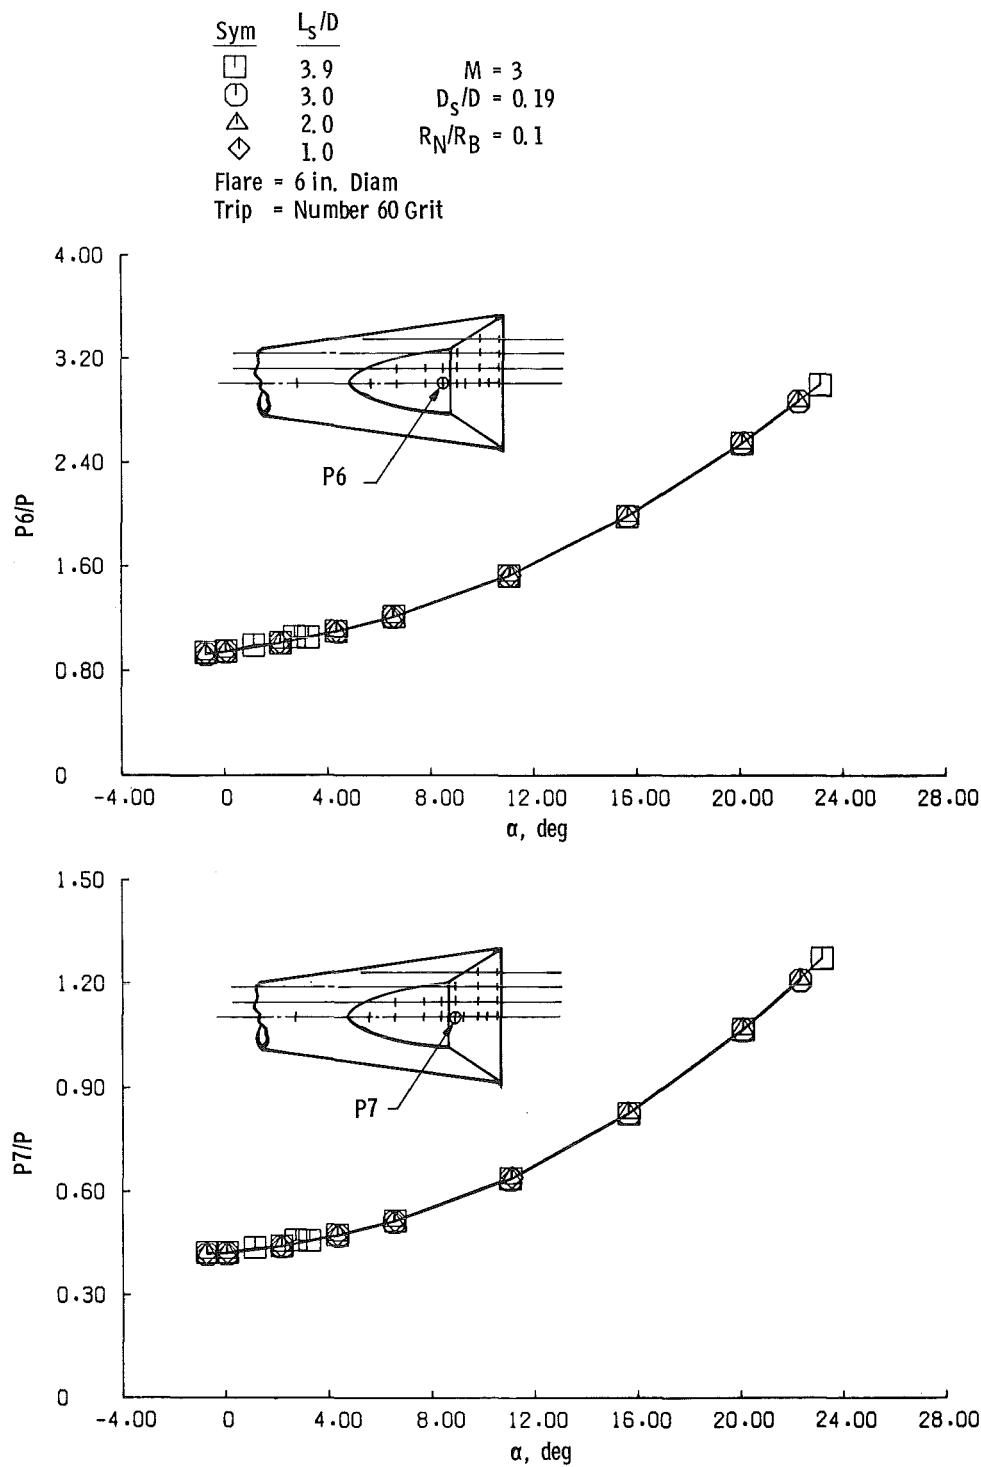 Sym Ls/D
3.9 M = 3
3.0 Ds/D = 0.19
2.0 RN/RB = 0.1
1.0
Flare = 6 in. Diam
Trip = Number 60 Grit
4.00
3.20
2.40
1.60
0.80
0
P6/P
P6
-4.00 0 4.00 8.00 12.00 16.00 20.00 24.00 28.00
α, deg
1.50
1.20
0.90
0.60
0.30
0
P7/P
P7
-4.00 0 4.00 8.00 12.00 16.00 20.00 24.00 28.00
α, deg